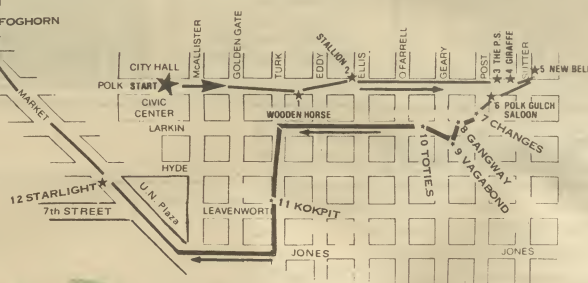 FOGHORN
CITY HALL
McALLISTER
GOLDEN GATE
TURK
EDDY
STALLION
2
ELLIS
O'FARRELL
GEARY
POST
3 THE P.S.
4 GIRAFFE
SUTTER
5 NEW BELL
POLK START
CIVIC
CENTER
WOODEN HORSE
6 POLK GULCH
SALOON
7 CHANGES
LARKIN
8 GANGWAY
9 VAGABOND
10 TOTIES
MARKET
HYDE
12 STARLIGHT
U.N. Plaza
7th STREET
LEAVENWORT
11 KOKPIT
JONES
JONES